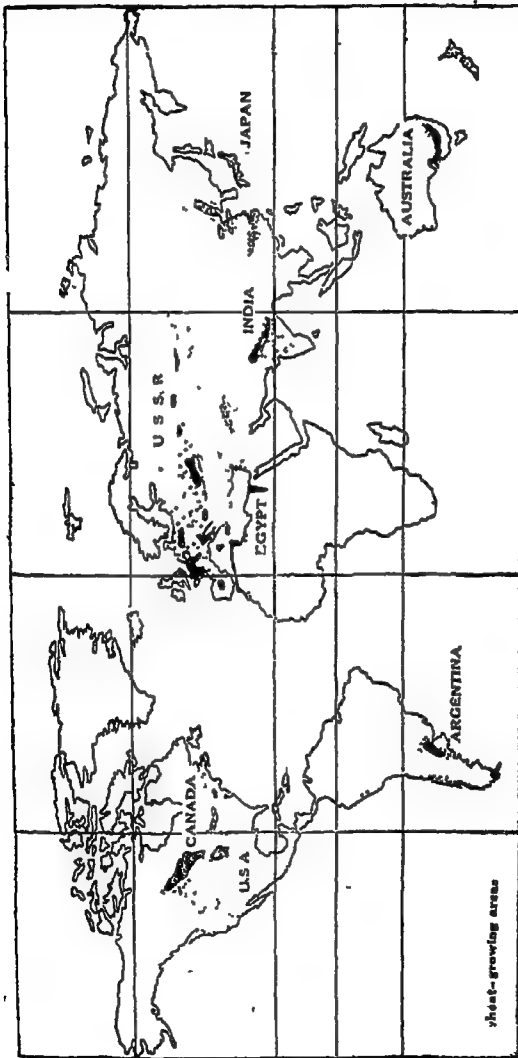 CANADA
U.S.A
ARGENTINA
U S S. R
EGYPT
INDIA
JAPAN
AUSTRALIA
wheat-growing areas